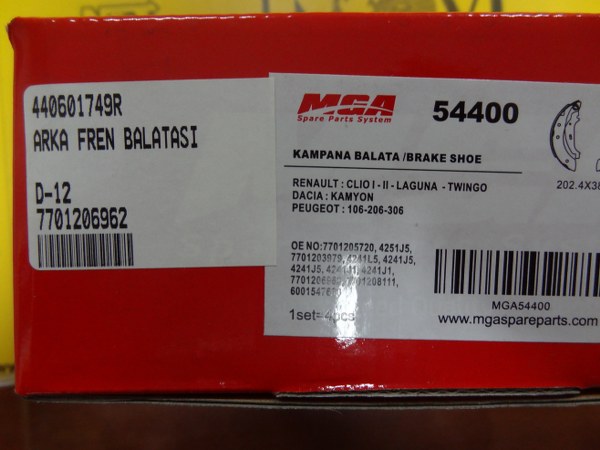 440601749R
ARKA FREN BALATASI
D-12
7701206962
MGA
Spare Parts System
54400
KAMPANA BALATA /BRAKE SHOE
RENAULT : CLIO I - II - LAGUNA - TWINGO
DACIA : KAMYON
PEUGEOT : 106-206-306
202.4X38
OE NO:7701205720, 4251J5,
7701203979, 4241L5, 4241J5,
4241J5, 4241J1, 4241J1,
7701208111,
1set=4pcs
MGA54400
www.mgaspareparts.com